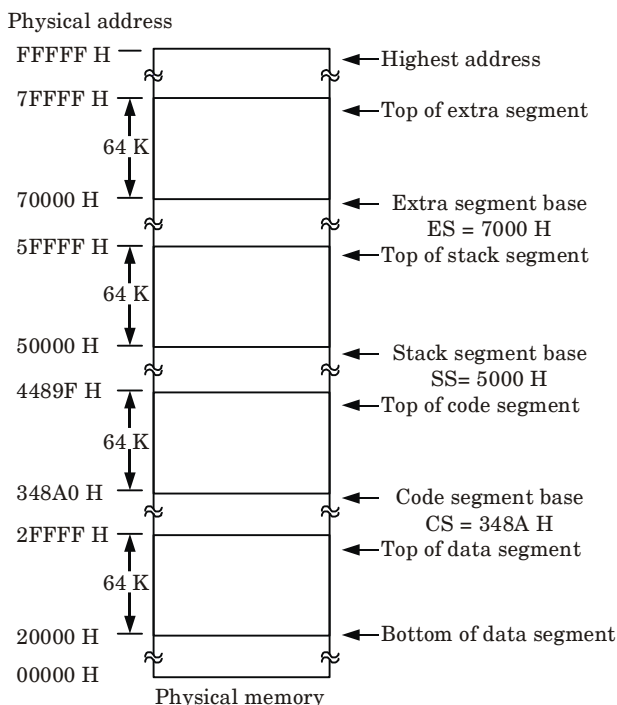 Physical address
FFFFF H
Highest address
7FFFF H
Top of extra segment
64 K
70000 H
Extra segment base
ES = 7000 H
5FFFF H
Top of stack segment
64 K
50000 H
Stack segment base
SS= 5000 H
4489F H
Top of code segment
64 K
348A0 H
Code segment base
CS = 348A H
2FFFF H
Top of data segment
64 K
20000 H
Bottom of data segment
00000 H
Physical memory